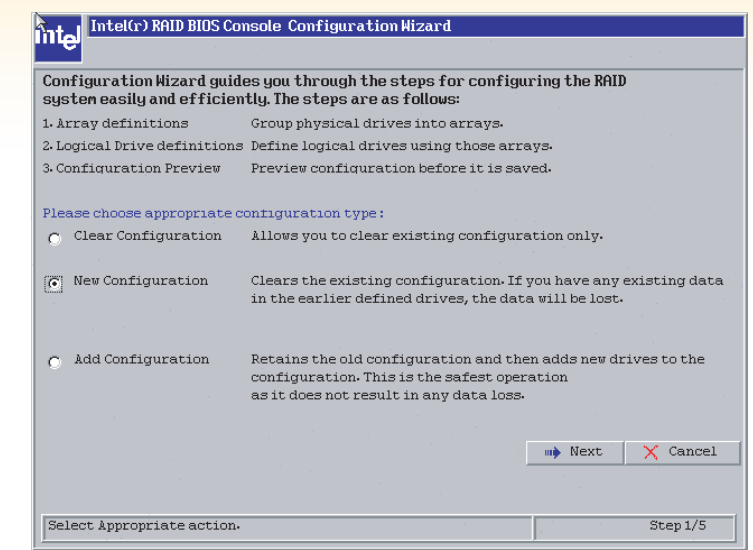 intel
Intel(r) RAID BIOS Console Configuration Wizard
Configuration Wizard guides you through the steps for configuring the RAID
system easily and efficiently. The steps are as follows:
1. Array definitions Group physical drives into arrays.
2. Logical Drive definitions Define logical drives using those arrays.
3. Configuration Preview Preview configuration before it is saved.
Please choose appropriate configuration type:
Clear Configuration Allows you to clear existing configuration only.
New Configuration Clears the existing configuration. If you have any existing data
in the earlier defined drives, the data will be lost.
Add Configuration Retains the old configuration and then adds new drives to the
configuration. This is the safest operation
as it does not result in any data loss.
Next Cancel
Select Appropriate action. Step 1/5